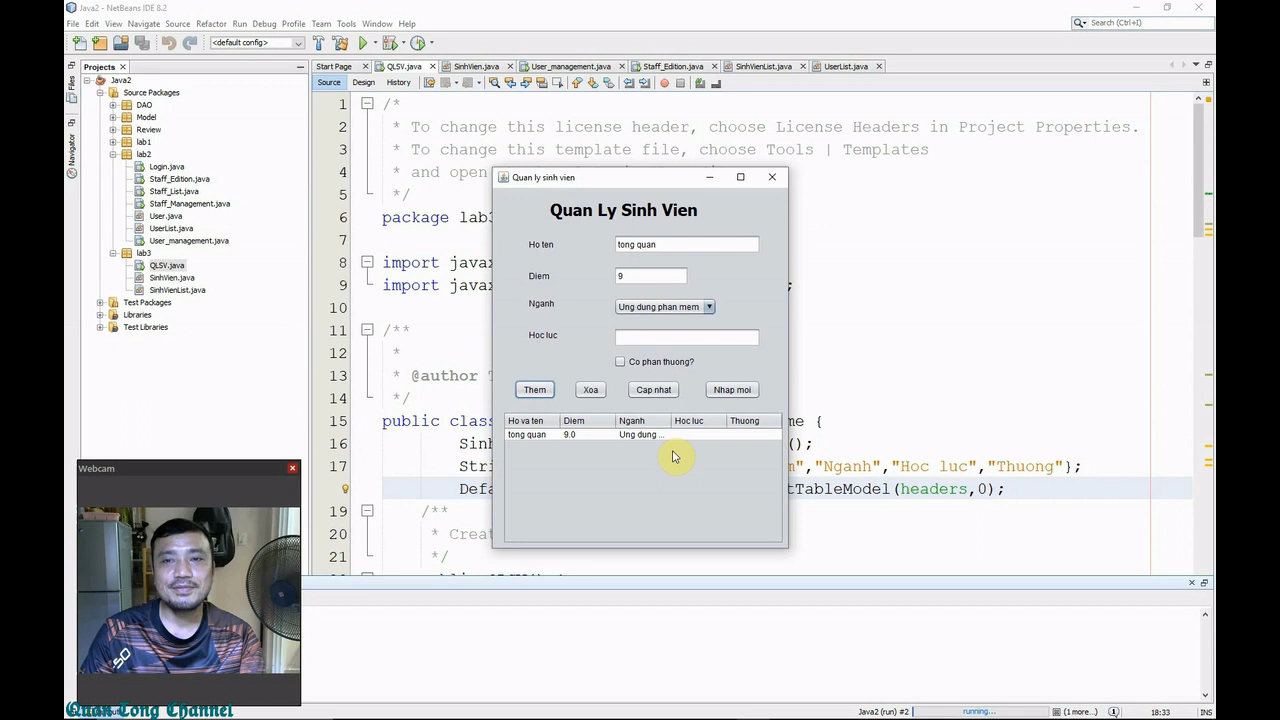 Java2 - NetBeans IDE 8.2
File Edit View Navigate Source Refactor Run Debug Profile Team Tools Window Help
Search (Ctrl+I)
<default config>
Projects
Start Page QLSV.java SinhVien.java User_management.java Staff_Edition.java SinhVienList.java UserList.java
Source Design History
Files
Navigator
Java2
Source Packages
DAO
Model
Review
lab1
lab2
Login.java
Staff_Edition.java
Staff_List.java
Staff_Management.java
User.java
UserList.java
User_management.java
lab3
QLSV.java
SinhVien.java
SinhVienList.java
Test Packages
Libraries
Test Libraries
1 /*
2 * To change this license header, choose License Headers in Project Properties.
3 * To change this template file, choose Tools | Templates
4 * and open
5 */
6 package lab3
7
8 import javax
9 import javax ;
10
11 /**
12 *
13 * @author T
14 */
15 public class me {
16 Sinh ();
17 Stri m","Nganh","Hoc luc","Thuong"};
Defa tTableModel(headers,0);
19 /**
20 * Creat
21 */
Quan ly sinh vien
Quan Ly Sinh Vien
Ho ten tong quan
Diem 9
Nganh Ung dung phan mem
Hoc luc
Co phan thuong?
Them Xoa Cap nhat Nhap moi
Ho va ten Diem Nganh Hoc luc Thuong
tong quan 9.0 Ung dung ...
Webcam
Quan Tong Channel
Java2 (run) #2 running... (1 more...) 18:33 INS